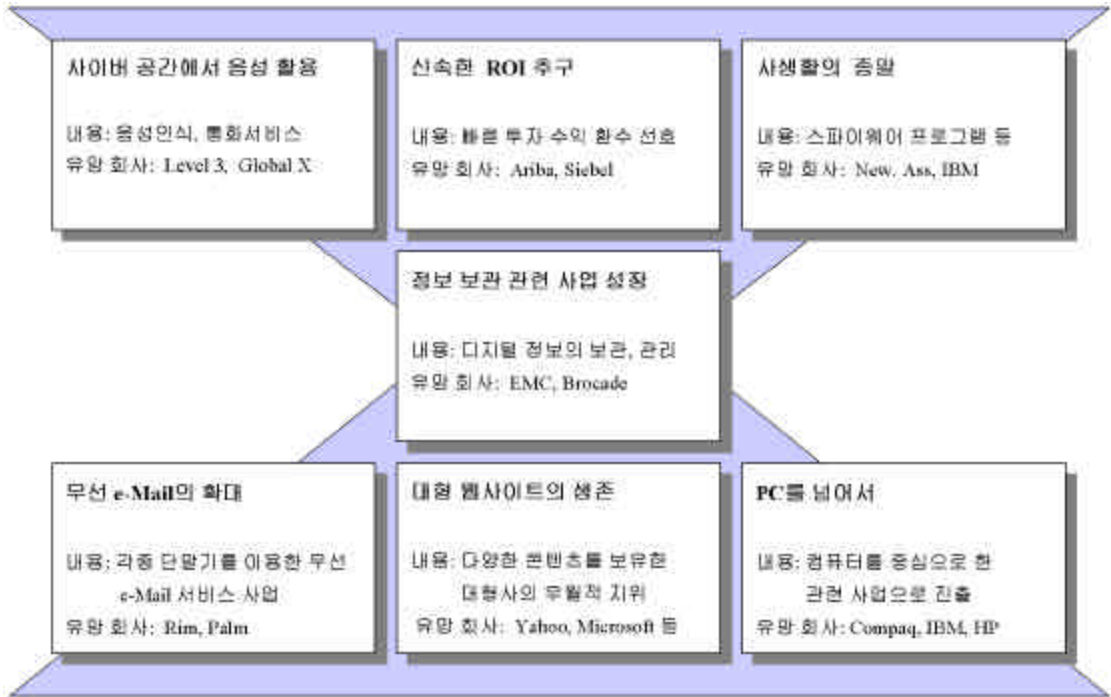 사이버 공간에서 음성 활용
내용: 음성인식, 통화서비스
유망 회사: Level 3, Global X
신속한 ROI 추구
내용: 빠른 투자 수익 환수 선호
유망 회사: Ariba, Siebel
사생활의 종말
내용: 스파이웨어 프로그램 등
유망 회사: New. Ass, IBM
정보 보관 관련 사업 성장
내용: 디지털 정보의 보관, 관리
유망 회사: EMC, Brocade
무선 e-Mail의 확대
내용: 각종 단말기를 이용한 무선
e-Mail 서비스 사업
유망 회사: Rim, Palm
대형 웹사이트의 생존
내용: 다양한 콘텐츠를 보유한
대형사의 우월적 지위
유망 회사: Yahoo, Microsoft 등
PC를 넘어서
내용: 컴퓨터를 중심으로 한
관련 사업으로 진출
유망 회사: Compaq, IBM, HP